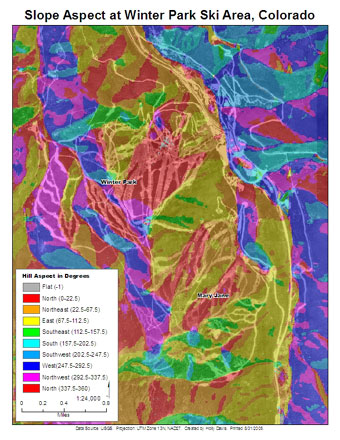 Slope Aspect at Winter Park Ski Area, Colorado
Winter Park
Mary Jane
Hill Aspect in Degrees
Flat (-1)
North (0-22.5)
Northeast (22.5-67.5)
East (67.5-112.5)
Southeast (112.5-157.5)
South (157.5-202.5)
Southwest (202.5-247.5)
West(247.5-292.5)
Northwest (292.5-337.5)
North (337.5-360)
1:24,000
0 0.2 0.4 0.8
Miles
Data Source: USGS Projection: UTM Zone 13N, NAD27 Created by Holly Davis Printed 5/31/2005